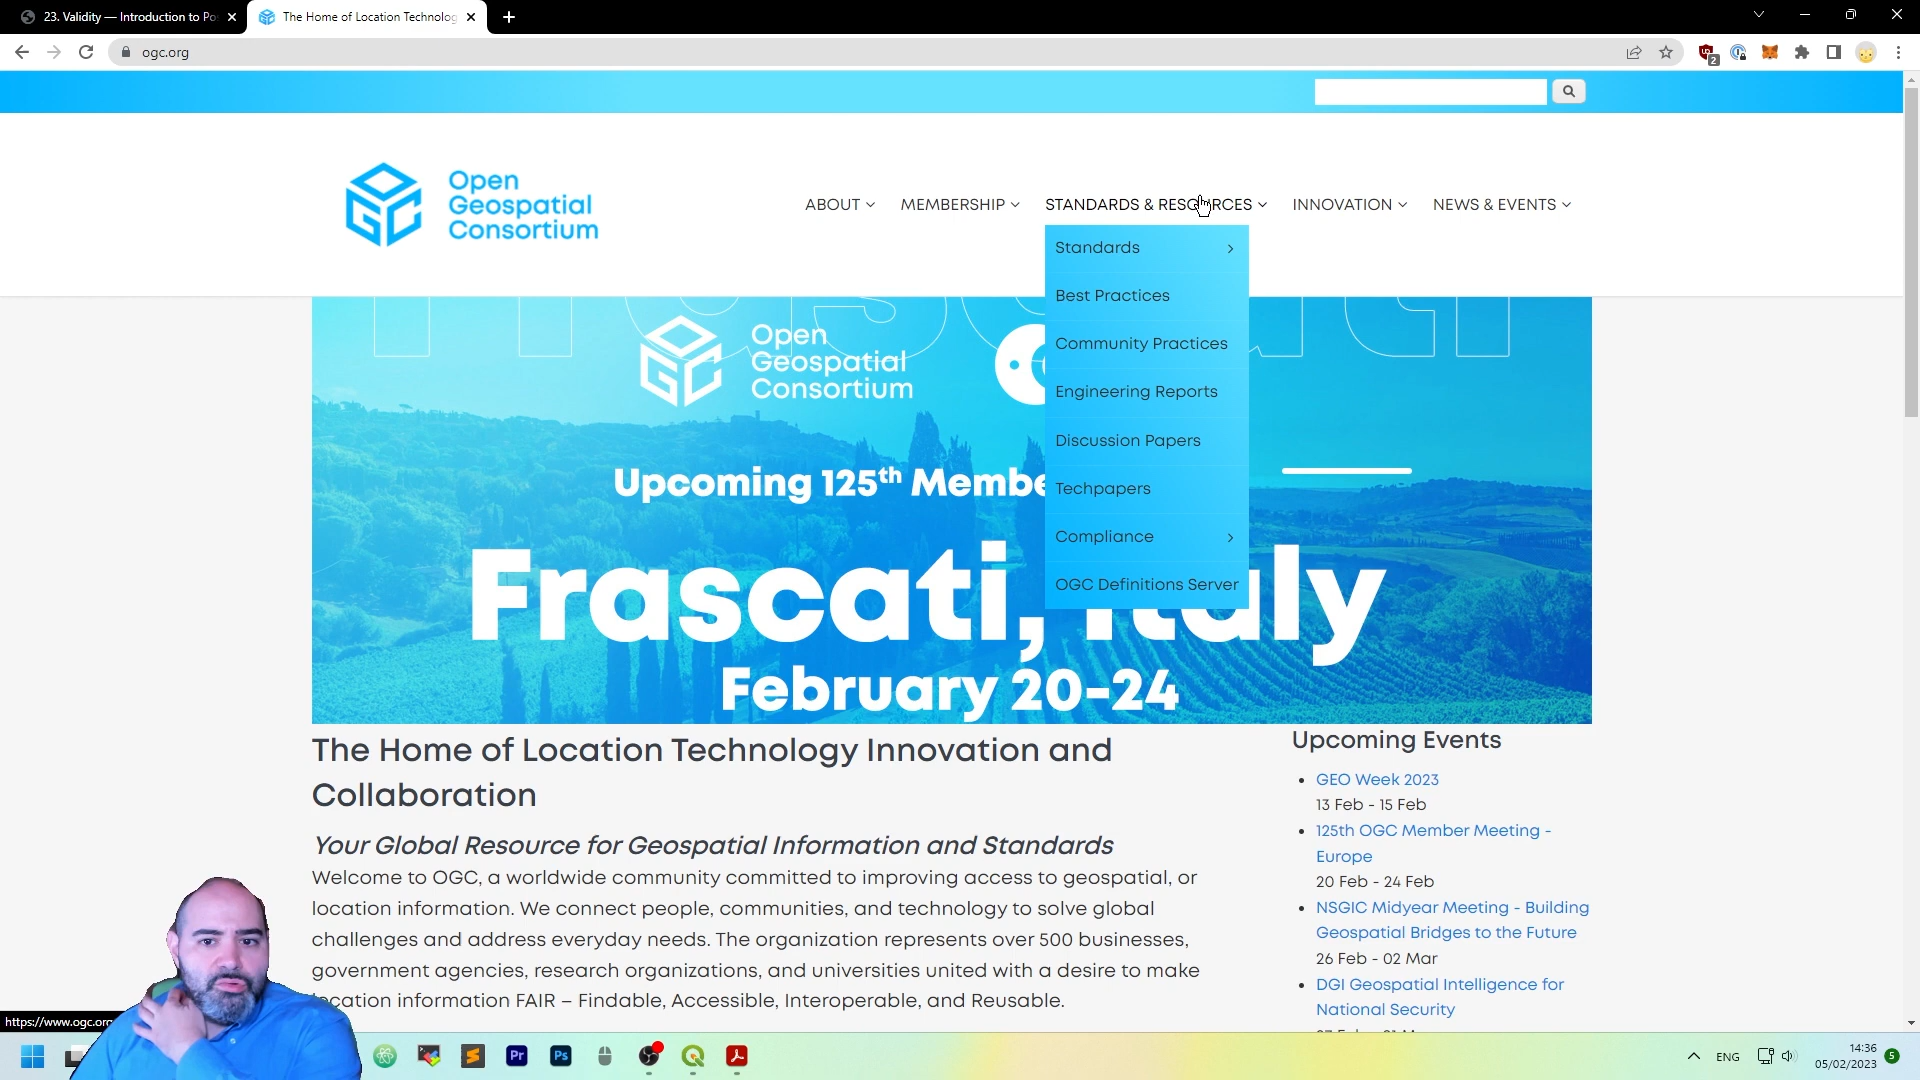 23. Validity — Introduction to Po
The Home of Location Technolog
ogc.org
2
Open
Geospatial
Consortium
ABOUT
MEMBERSHIP
STANDARDS & RESOURCES
INNOVATION
NEWS & EVENTS
Standards
Best Practices
Community Practices
Engineering Reports
Discussion Papers
Techpapers
Compliance
OGC Definitions Server
Open
Geospatial
Consortium
Upcoming 125th Membe
Frascati, Italy
February 20-24
The Home of Location Technology Innovation and
Collaboration
Your Global Resource for Geospatial Information and Standards
Welcome to OGC, a worldwide community committed to improving access to geospatial, or
location information. We connect people, communities, and technology to solve global
challenges and address everyday needs. The organization represents over 500 businesses,
government agencies, research organizations, and universities united with a desire to make
location information FAIR – Findable, Accessible, Interoperable, and Reusable.
Upcoming Events
GEO Week 2023
13 Feb - 15 Feb
125th OGC Member Meeting -
Europe
20 Feb - 24 Feb
NSGIC Midyear Meeting - Building
Geospatial Bridges to the Future
26 Feb - 02 Mar
DGI Geospatial Intelligence for
National Security
https://www.ogc.org
Pr
Ps
ENG
14:36
05/02/2023
5